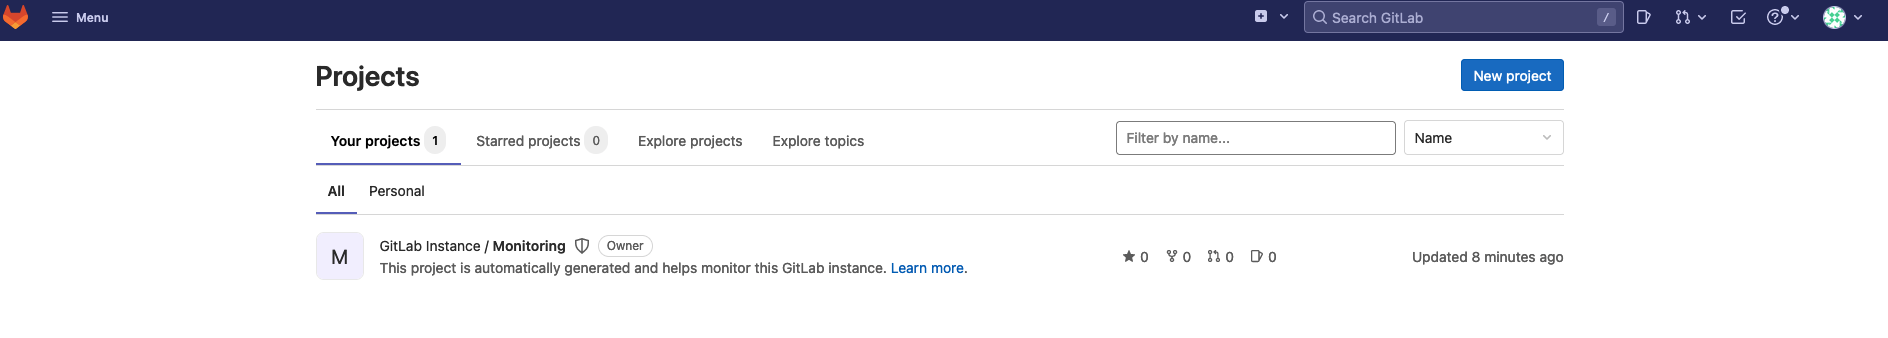 Menu
Search GitLab /
Projects
New project
Your projects 1
Starred projects 0
Explore projects
Explore topics
Filter by name...
Name
All
Personal
M
GitLab Instance / Monitoring Owner
This project is automatically generated and helps monitor this GitLab instance. Learn more.
0 0 0 0
Updated 8 minutes ago